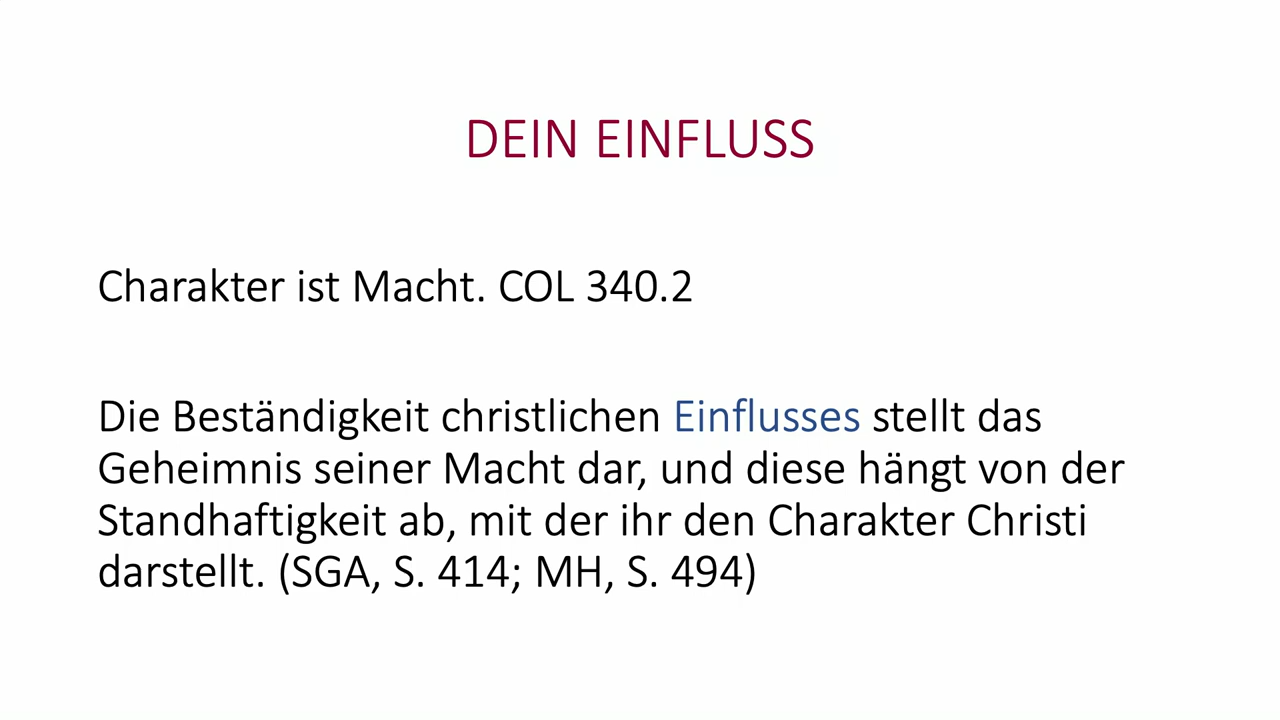 DEIN EINFLUSS
Charakter ist Macht. COL 340.2
Die Beständigkeit christlichen Einflusses stellt das
Geheimnis seiner Macht dar, und diese hängt von der
Standhaftigkeit ab, mit der ihr den Charakter Christi
darstellt. (SGA, S. 414; MH, S. 494)